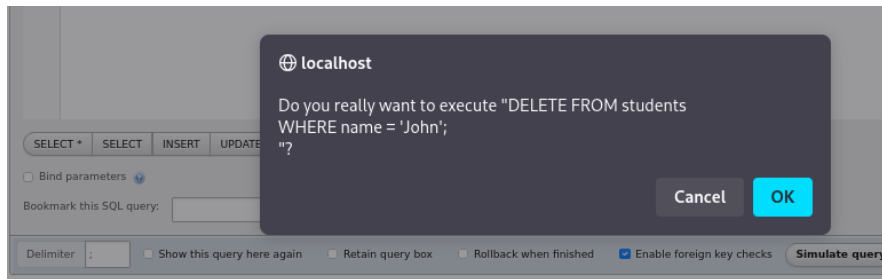 localhost
Do you really want to execute "DELETE FROM students
WHERE name = 'John';
"?
Cancel OK
SELECT * SELECT INSERT UPDATE
Bind parameters
Bookmark this SQL query:
Delimiter ; Show this query here again Retain query box Rollback when finished Enable foreign key checks Simulate query